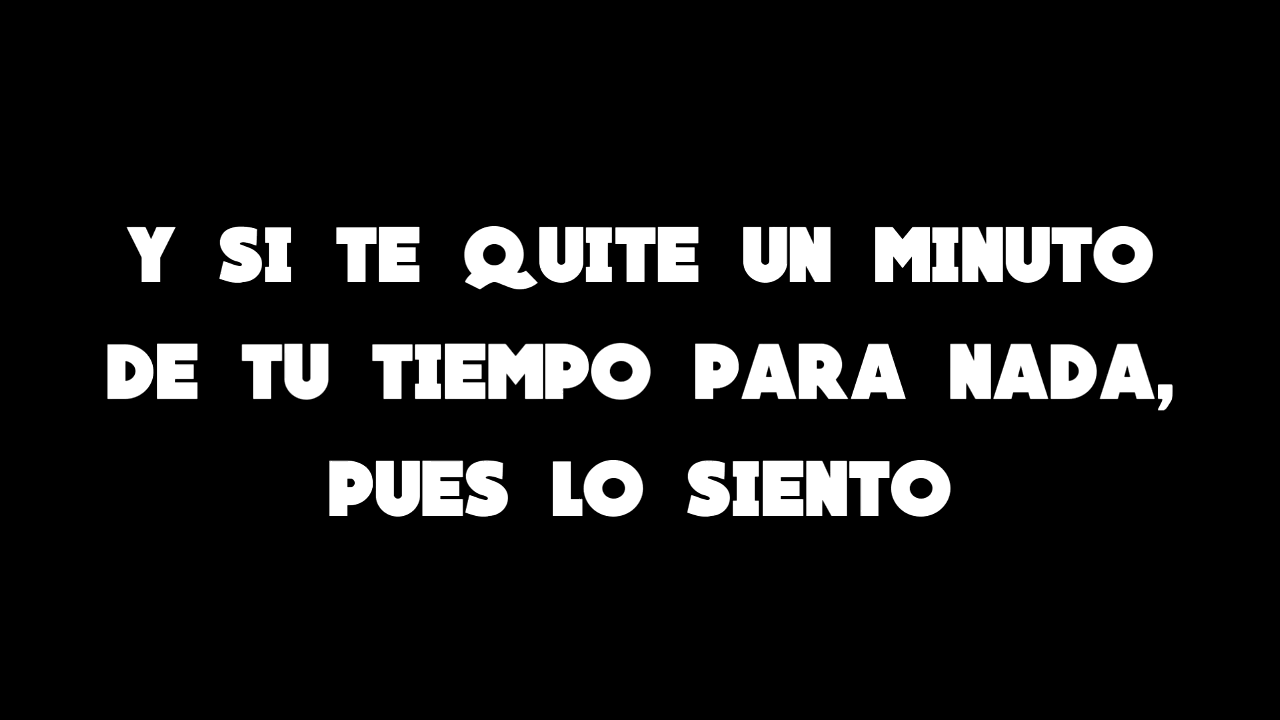 Y SI TE QUITE UN MINUTO
DE TU TIEMPO PARA NADA,
PUES LO SIENTO